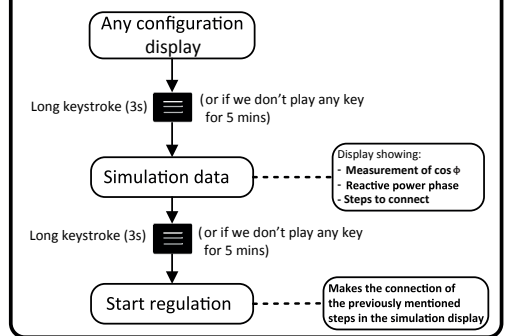 Any configuration
display
Long keystroke (3s)
(or if we don't play any key
for 5 mins)
Simulation data
Display showing:
- Measurement of cos ϕ
- Reactive power phase
- Steps to connect
Long keystroke (3s)
(or if we don't play any key
for 5 mins)
Start regulation
Makes the connection of
the previously mentioned
steps in the simulation display